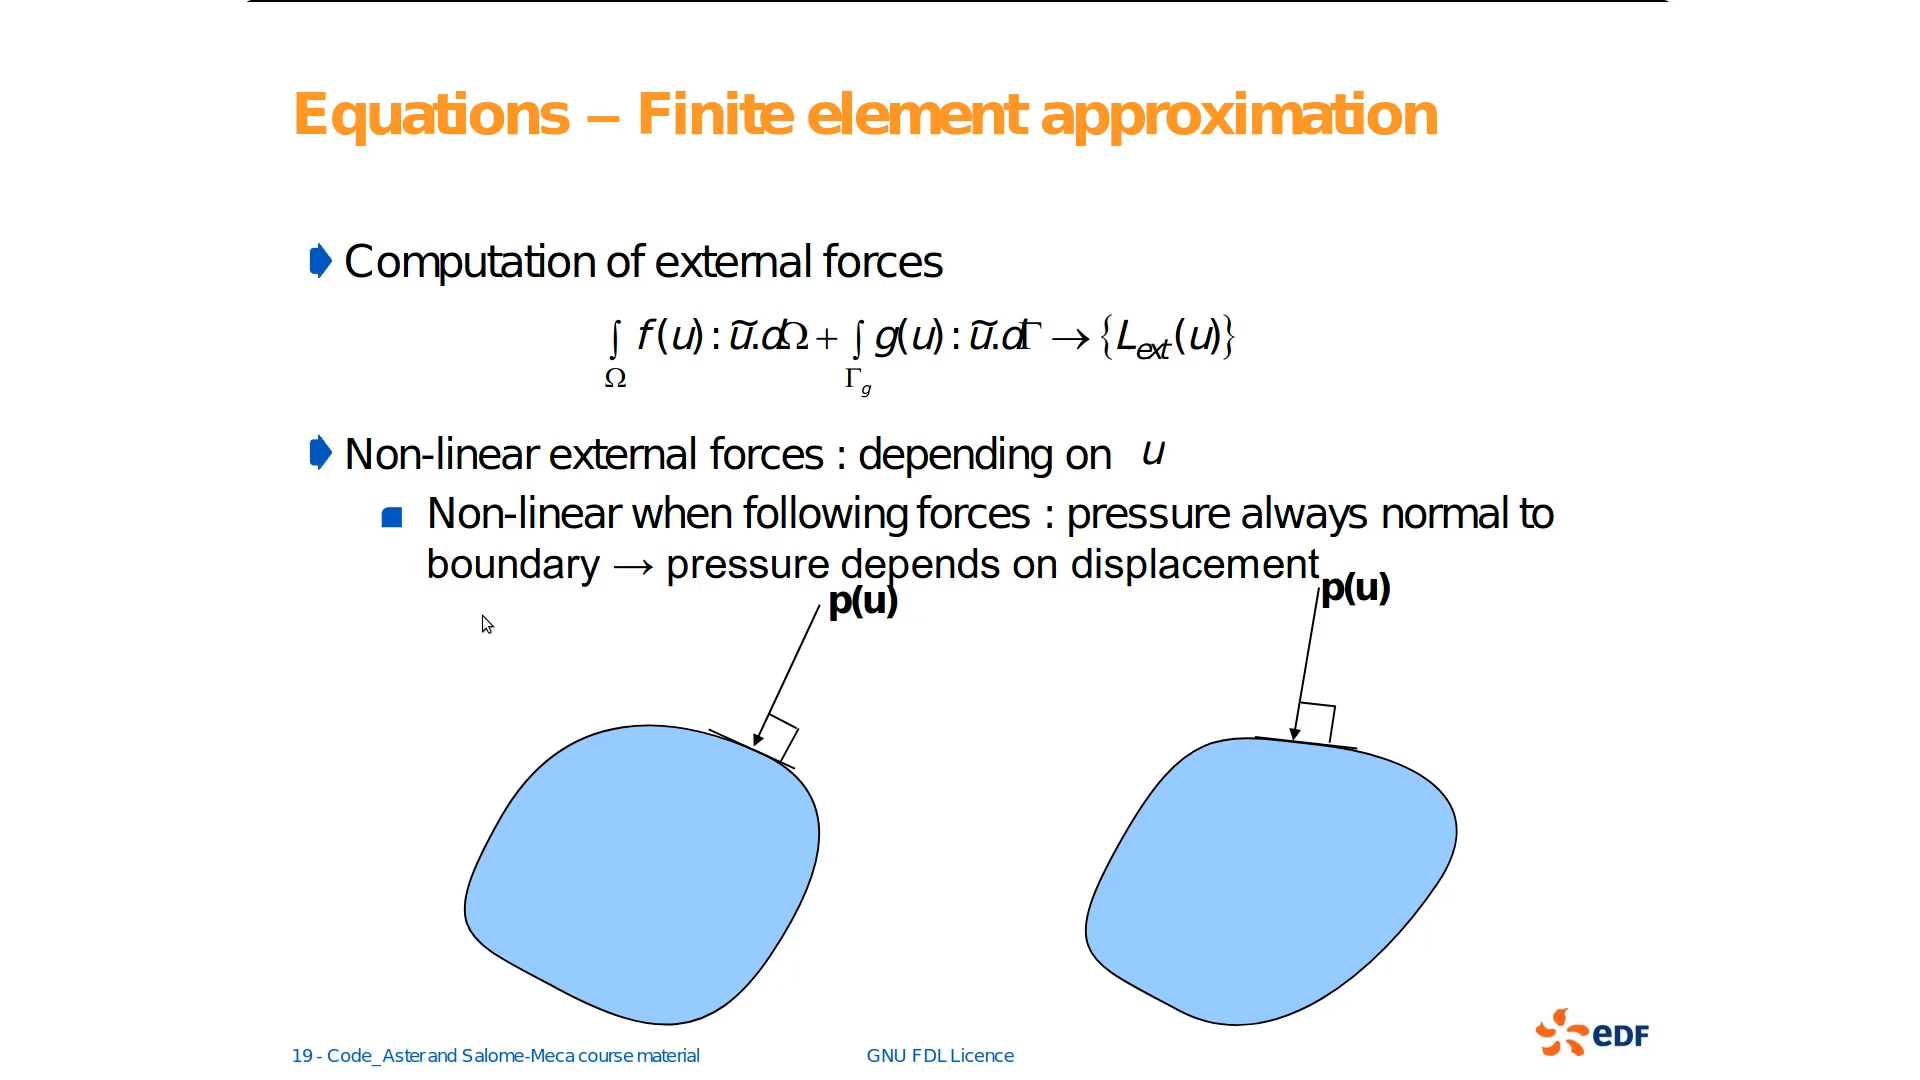 Equations – Finite element approximation
Computation of external forces
∫_Ω f(u) : ũ.dΩ + ∫_Γg g(u) : ũ.dΓ → {L_ext(u)}
Non-linear external forces : depending on u
Non-linear when following forces : pressure always normal to
boundary → pressure depends on displacement
p(u)
p(u)
eDF
19 - Code_Aster and Salome-Meca course material
GNU FDL Licence